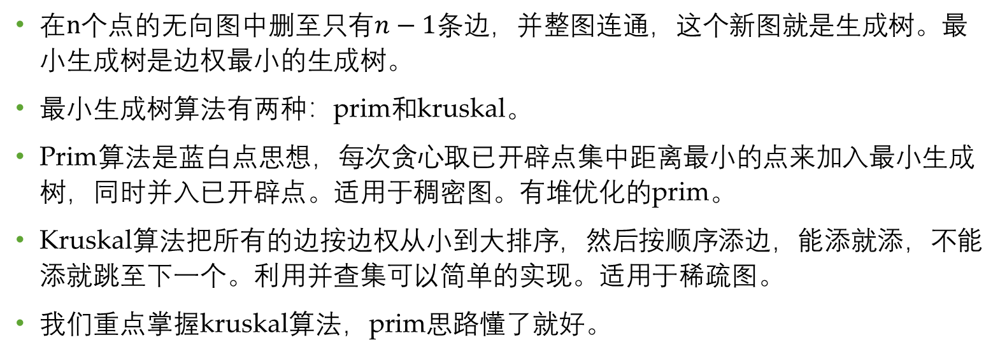 • 在n个点的无向图中删至只有n − 1条边，并整图连通，这个新图就是生成树。最
小生成树是边权最小的生成树。
• 最小生成树算法有两种：prim和kruskal。
• Prim算法是蓝白点思想，每次贪心取已开辟点集中距离最小的点来加入最小生成
树，同时并入已开辟点。适用于稠密图。有堆优化的prim。
• Kruskal算法把所有的边按边权从小到大排序，然后按顺序添边，能添就添，不能
添就跳至下一个。利用并查集可以简单的实现。适用于稀疏图。
• 我们重点掌握kruskal算法，prim思路懂了就好。